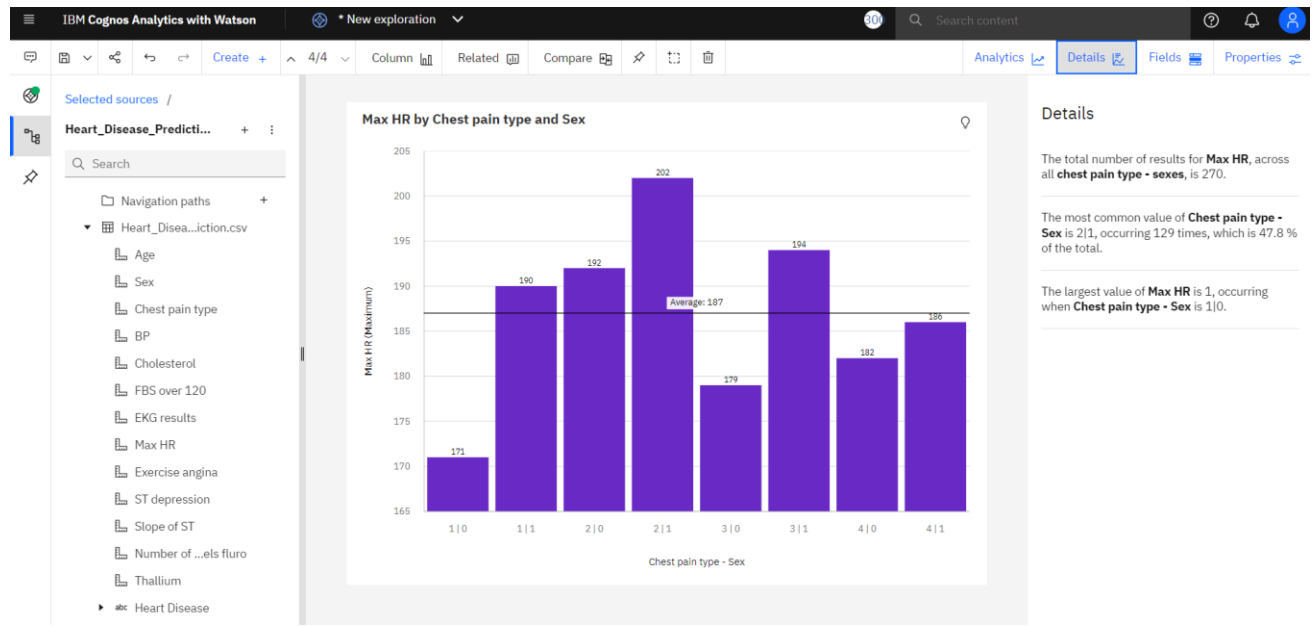 IBM Cognos Analytics with Watson
* New exploration
300
Search content
Create +
4/4
Column
Related
Compare
Analytics
Details
Fields
Properties
Selected sources /
Heart_Disease_Predicti...
Search
Navigation paths
Heart_Disea...iction.csv
Age
Sex
Chest pain type
BP
Cholesterol
FBS over 120
EKG results
Max HR
Exercise angina
ST depression
Slope of ST
Number of ...els fluro
Thallium
abc Heart Disease
Max HR by Chest pain type and Sex
Max HR (Maximum)
205
200
195
190
185
180
175
170
165
171
190
192
202
179
194
182
186
Average: 187
1|0 1|1 2|0 2|1 3|0 3|1 4|0 4|1
Chest pain type - Sex
Details
The total number of results for Max HR, across
all chest pain type - sexes, is 270.
The most common value of Chest pain type -
Sex is 2|1, occurring 129 times, which is 47.8 %
of the total.
The largest value of Max HR is 1, occurring
when Chest pain type - Sex is 1|0.